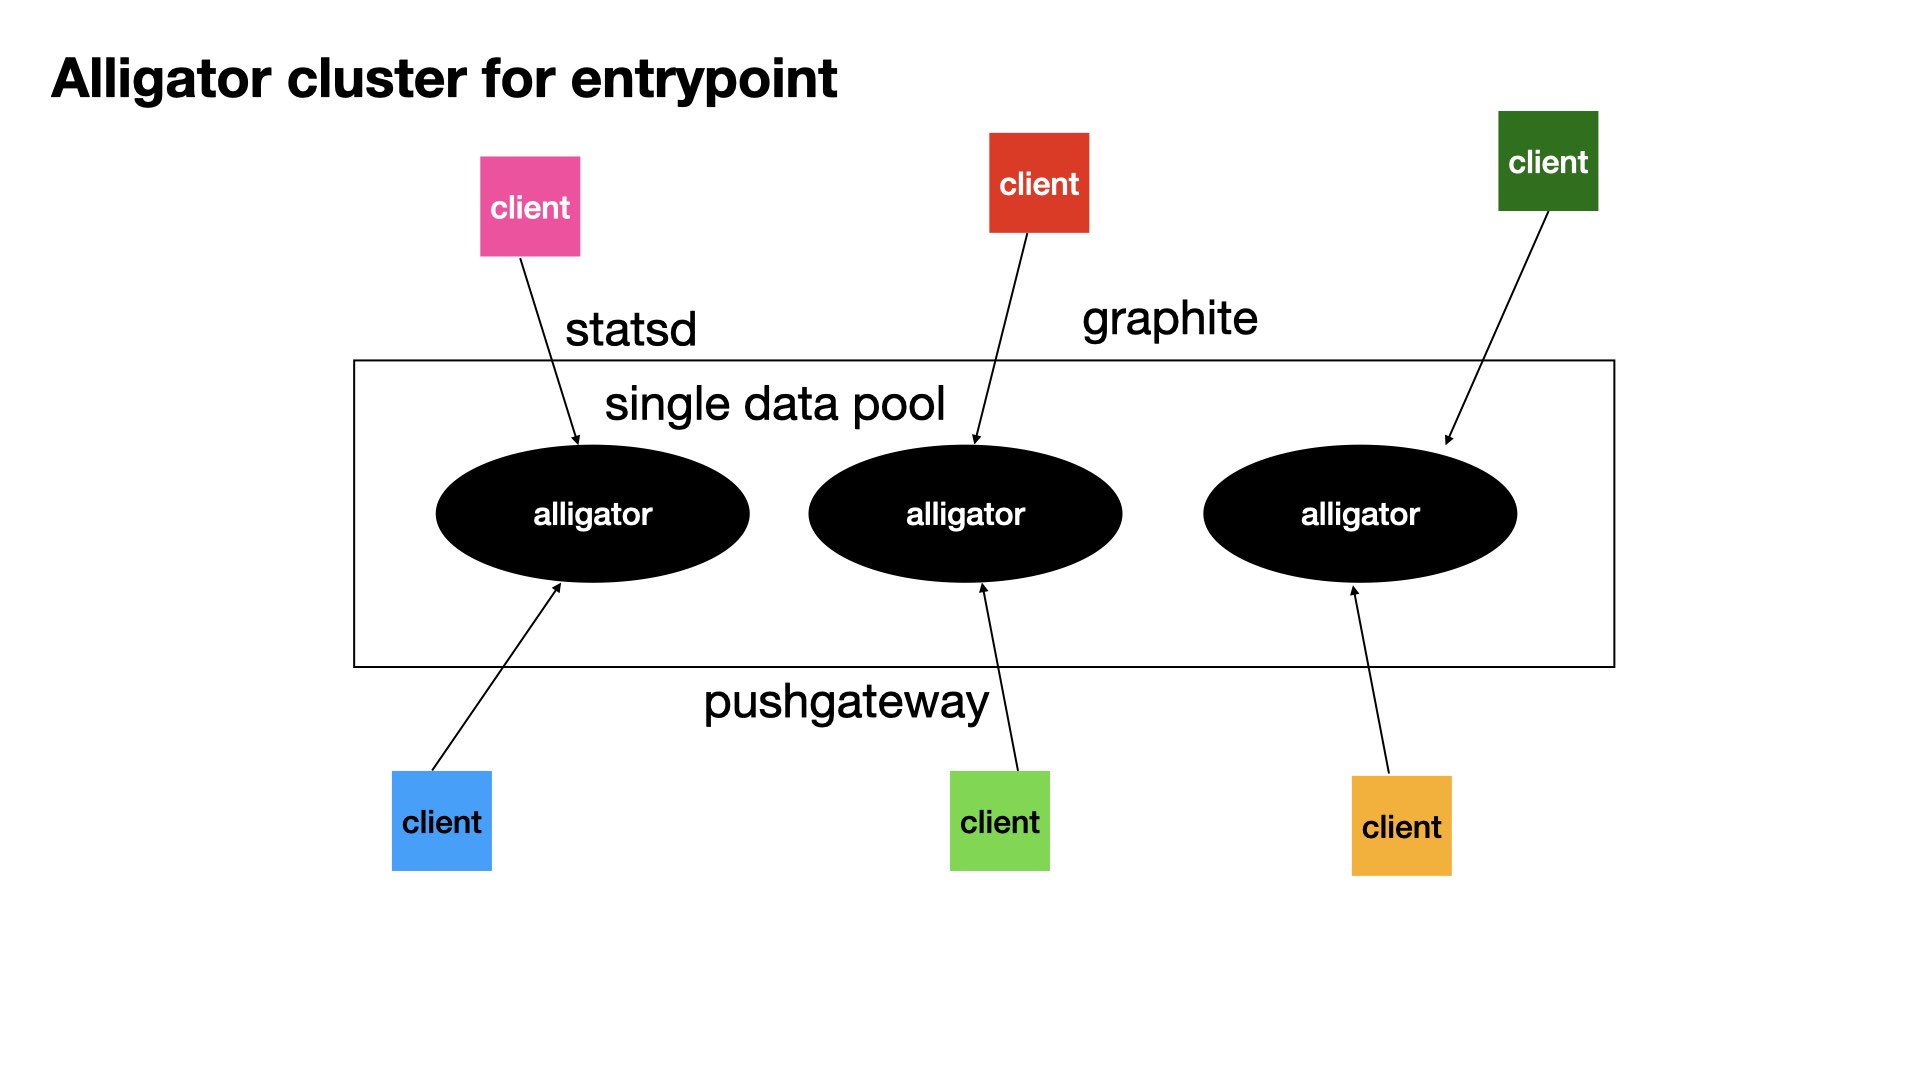 Alligator cluster for entrypoint
client
client
client
statsd
graphite
single data pool
alligator
alligator
alligator
pushgateway
client
client
client